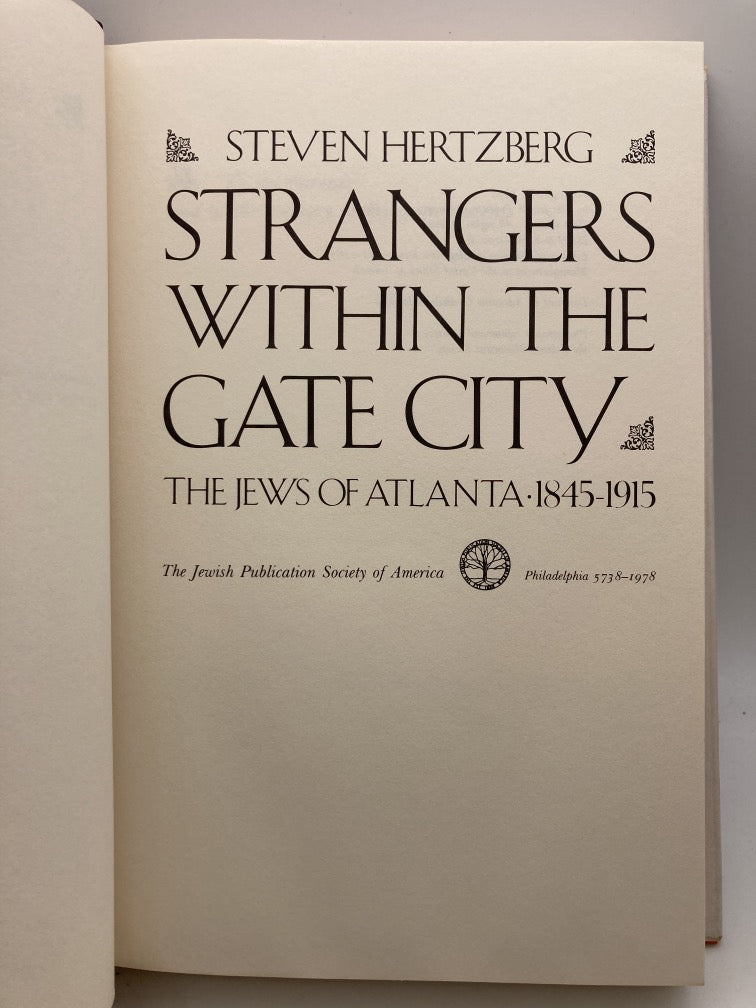 STEVEN HERTZBERG
STRANGERS
WITHIN THE
GATE CITY
THE JEWS OF ATLANTA·1845-1915
The Jewish Publication Society of America
Philadelphia 5738–1978